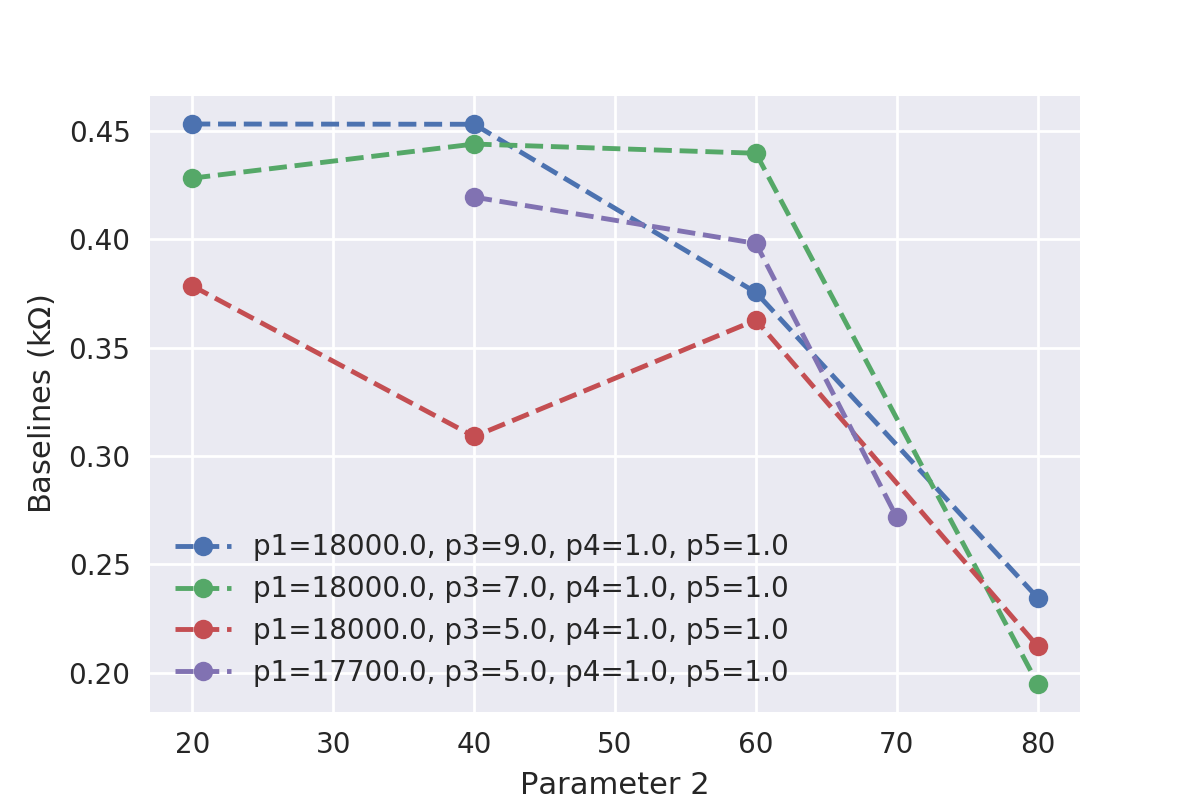 0.45
0.40
0.35
0.30
0.25
0.20
Baselines (kΩ)
p1=18000.0, p3=9.0, p4=1.0, p5=1.0
p1=18000.0, p3=7.0, p4=1.0, p5=1.0
p1=18000.0, p3=5.0, p4=1.0, p5=1.0
p1=17700.0, p3=5.0, p4=1.0, p5=1.0
20 30 40 50 60 70 80
Parameter 2